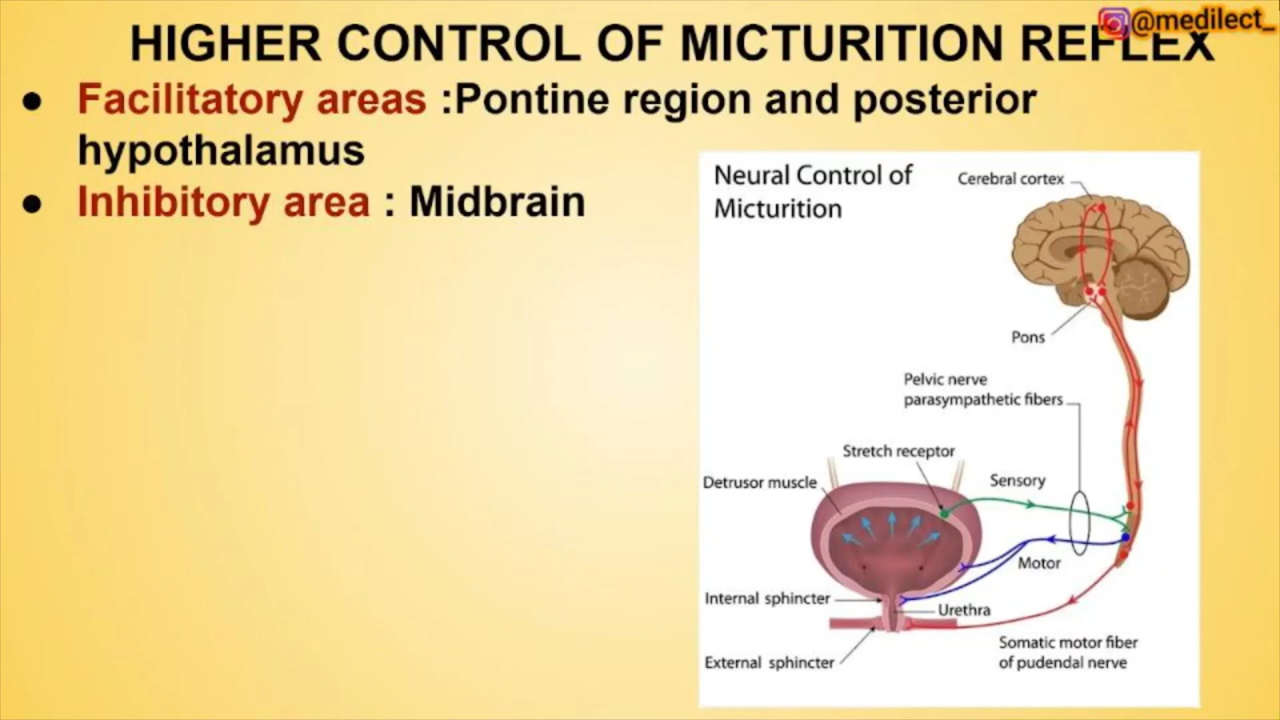 @medilect_
HIGHER CONTROL OF MICTURITION REFLEX
● Facilitatory areas :Pontine region and posterior
hypothalamus
● Inhibitory area : Midbrain
Neural Control of
Micturition
Cerebral cortex
Pons
Pelvic nerve
parasympathetic fibers
Stretch receptor
Detrusor muscle
Sensory
Motor
Internal sphincter
Urethra
External sphincter
Somatic motor fiber
of pudendal nerve